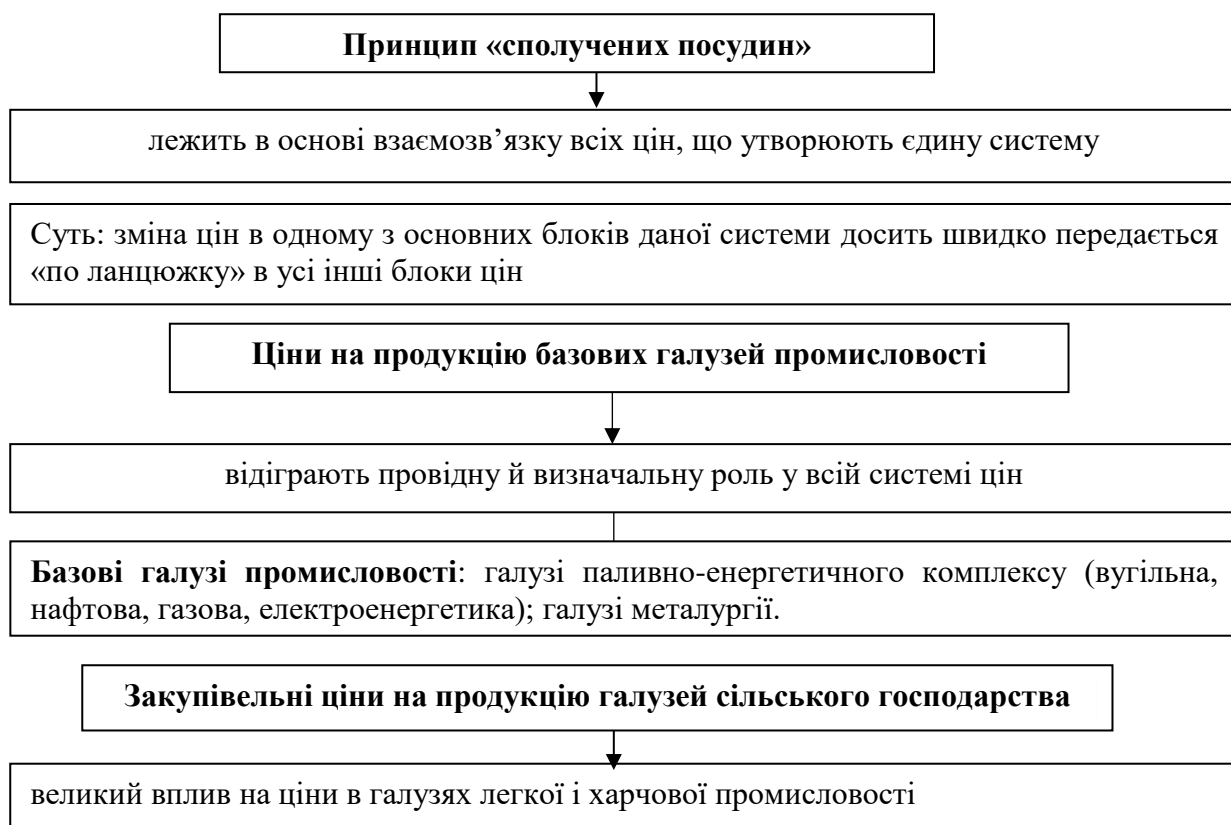 Принцип «сполучених посудин»
лежить в основі взаємозв’язку всіх цін, що утворюють єдину систему
Суть: зміна цін в одному з основних блоків даної системи досить швидко передається
«по ланцюжку» в усі інші блоки цін
Ціни на продукцію базових галузей промисловості
відіграють провідну й визначальну роль у всій системі цін
Базові галузі промисловості: галузі паливно-енергетичного комплексу (вугільна,
нафтова, газова, електроенергетика); галузі металургії.
Закупівельні ціни на продукцію галузей сільського господарства
великий вплив на ціни в галузях легкої і харчової промисловості